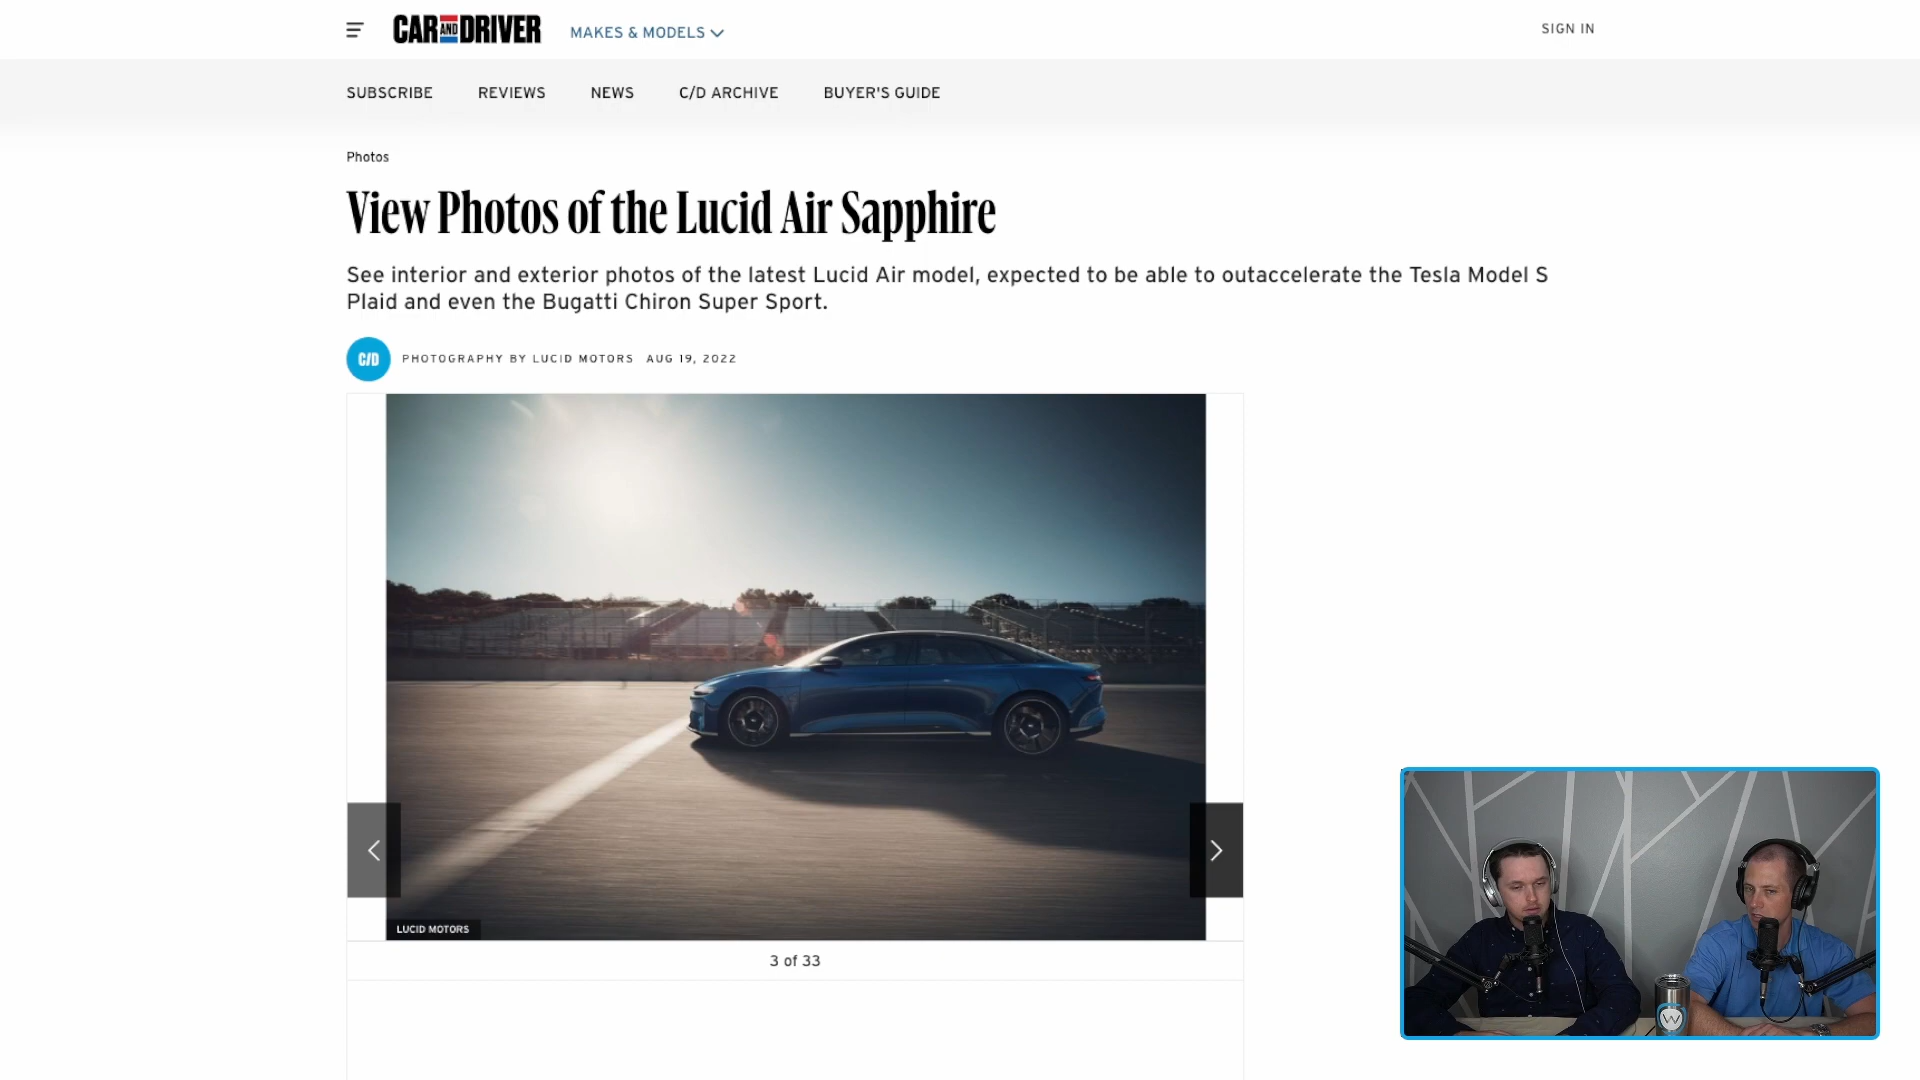 CAR AND DRIVER
MAKES & MODELS
SIGN IN
SUBSCRIBE
REVIEWS
NEWS
C/D ARCHIVE
BUYER'S GUIDE
Photos
View Photos of the Lucid Air Sapphire
See interior and exterior photos of the latest Lucid Air model, expected to be able to outaccelerate the Tesla Model S
Plaid and even the Bugatti Chiron Super Sport.
C/D
PHOTOGRAPHY BY LUCID MOTORS AUG 19, 2022
LUCID MOTORS
3 of 33
W